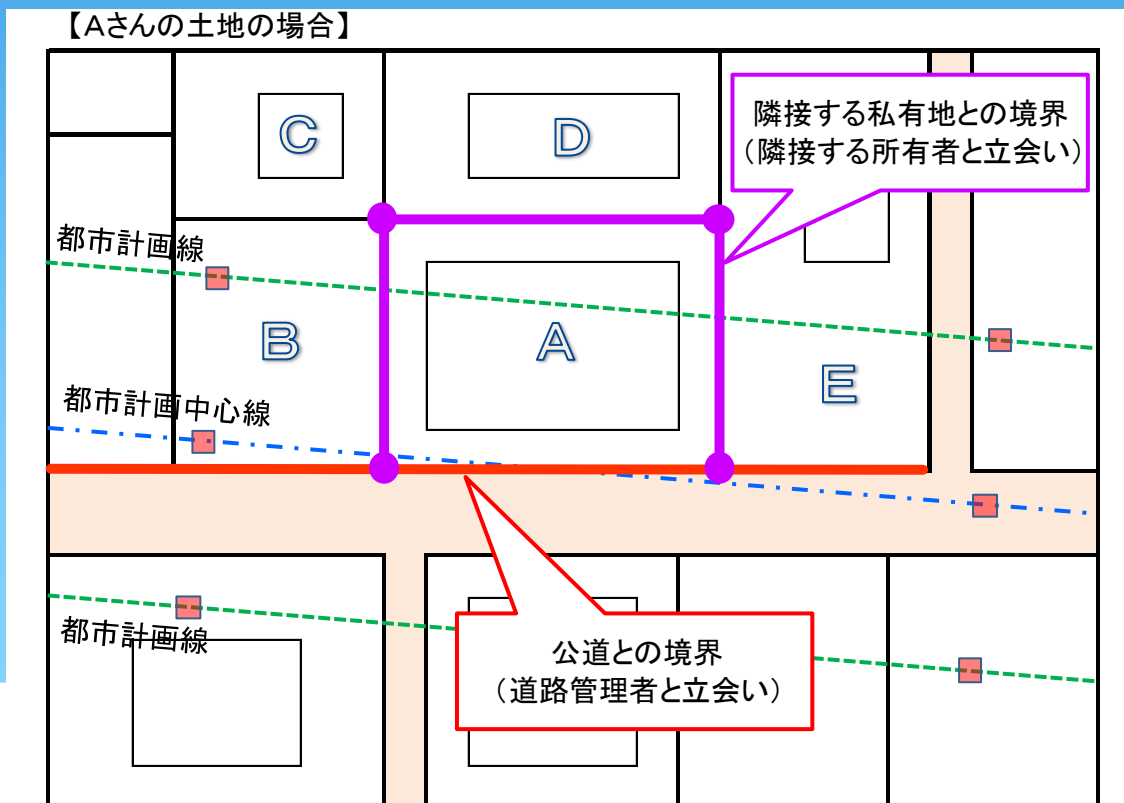 【Aさんの土地の場合】
C
D
隣接する私有地との境界
(隣接する所有者と立会い)
都市計画線
B
A
E
都市計画中心線
都市計画線
公道との境界
(道路管理者と立会い)